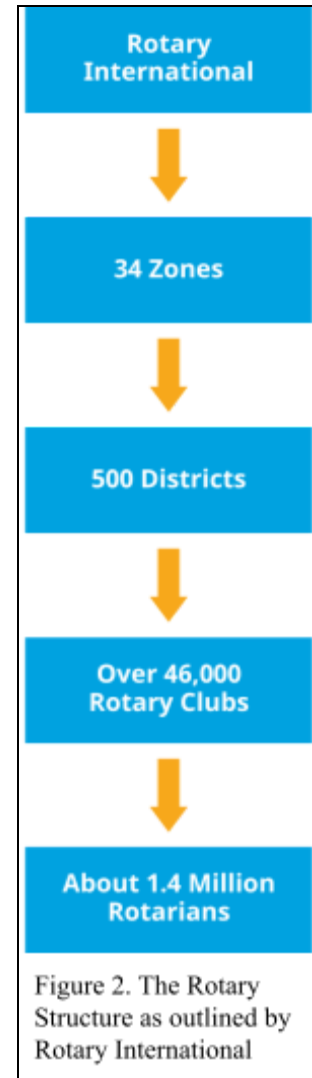 Rotary
International
34 Zones
500 Districts
Over 46,000
Rotary Clubs
About 1.4 Million
Rotarians
Figure 2. The Rotary
Structure as outlined by
Rotary International